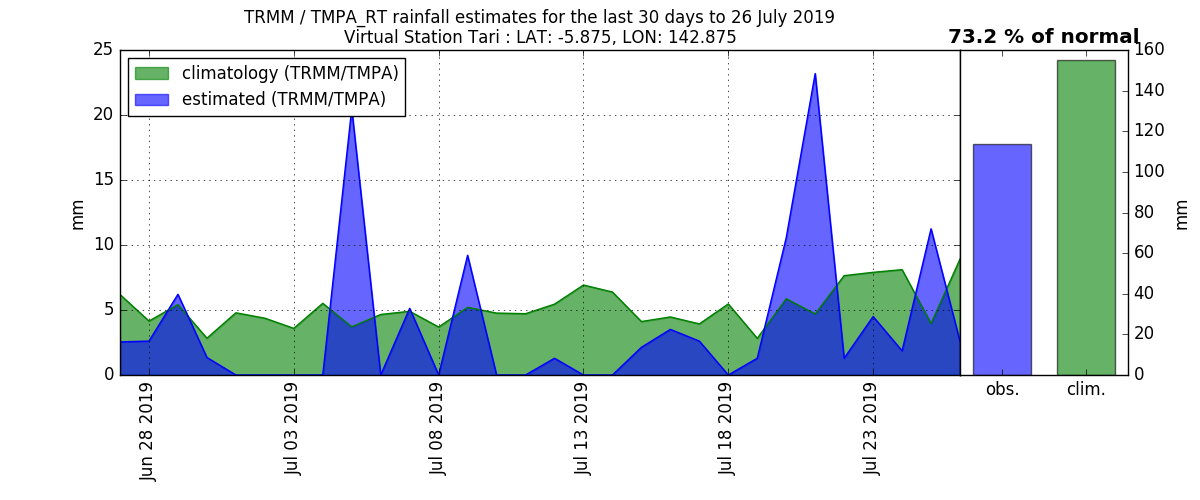 TRMM / TMPA_RT rainfall estimates for the last 30 days to 26 July 2019
Virtual Station Tari : LAT: -5.875, LON: 142.875
73.2 % of normal
climatology (TRMM/TMPA)
estimated (TRMM/TMPA)
25
20
15
10
5
0
mm
Jun 28 2019
Jul 03 2019
Jul 08 2019
Jul 13 2019
Jul 18 2019
Jul 23 2019
160
140
120
100
80
60
40
20
0
mm
obs.
clim.